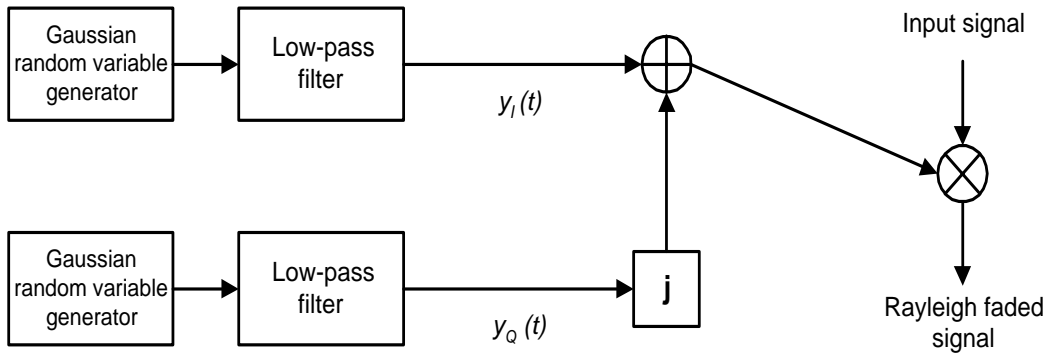 Gaussian
random variable
generator
Low-pass
filter
y_I (t)
Input signal
Gaussian
random variable
generator
Low-pass
filter
y_Q (t)
j
Rayleigh faded
signal